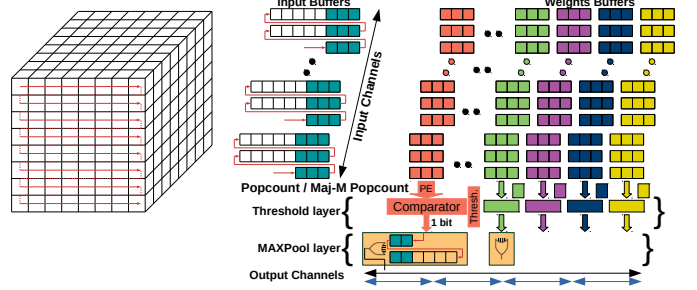 Input Buffers
Weights Buffers
Input Channels
Popcount / Maj-M Popcount
PE
Thresh.
Threshold layer
Comparator
1 bit
MAXPool layer
Output Channels